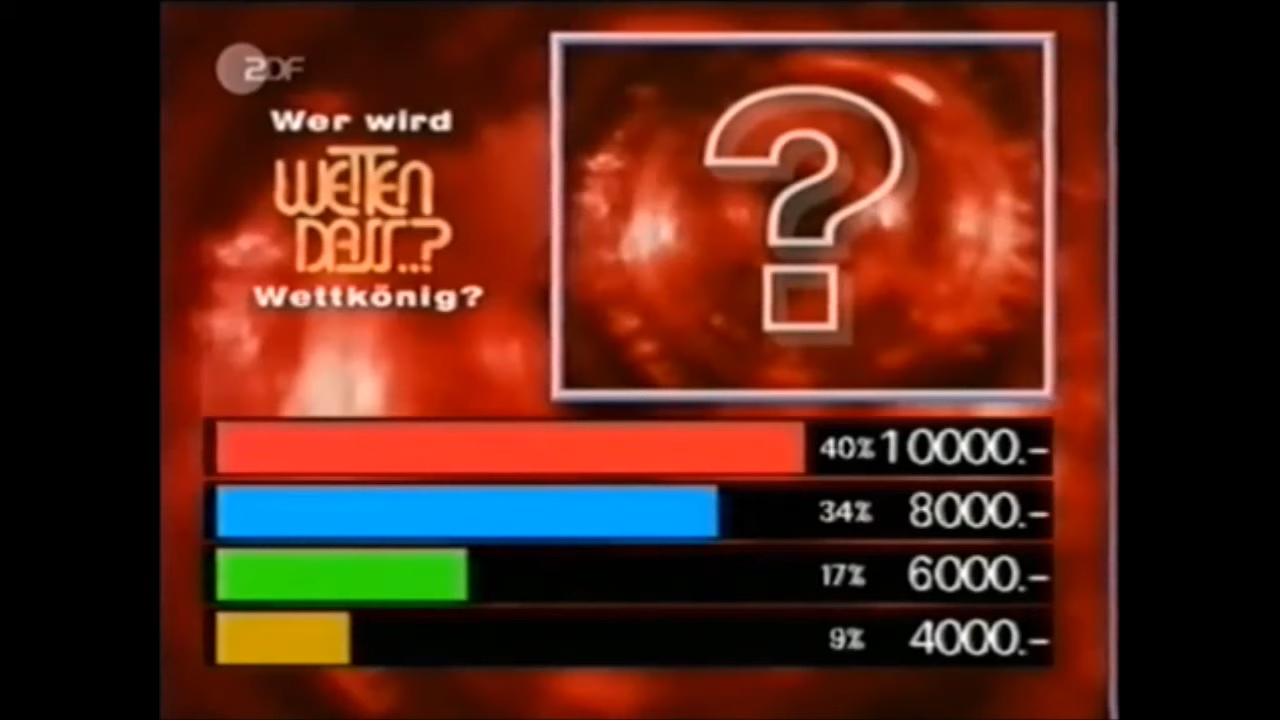 ZDF
Wer wird
WETTEN
DASS..?
Wettkönig?
?
40% 10000.–
34% 8000.–
17% 6000.–
9% 4000.–